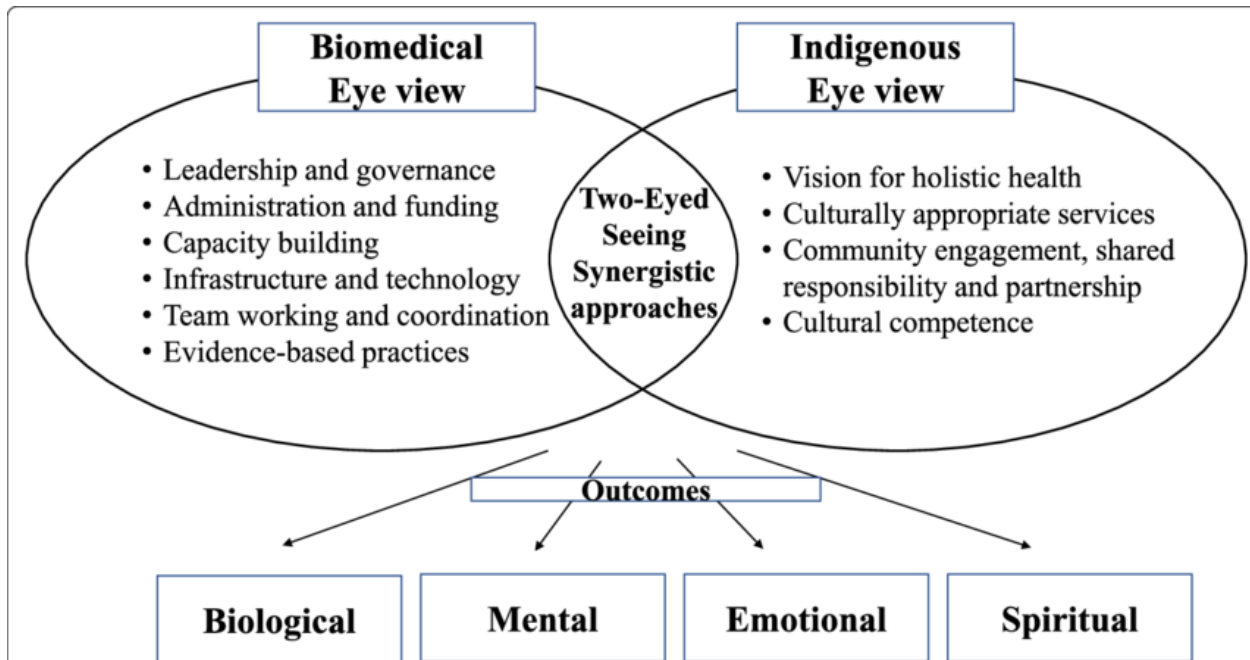 Biomedical
Eye view
Indigenous
Eye view
• Leadership and governance
• Administration and funding
• Capacity building
• Infrastructure and technology
• Team working and coordination
• Evidence-based practices
Two-Eyed
Seeing
Synergistic
approaches
• Vision for holistic health
• Culturally appropriate services
• Community engagement, shared
responsibility and partnership
• Cultural competence
Outcomes
Biological
Mental
Emotional
Spiritual